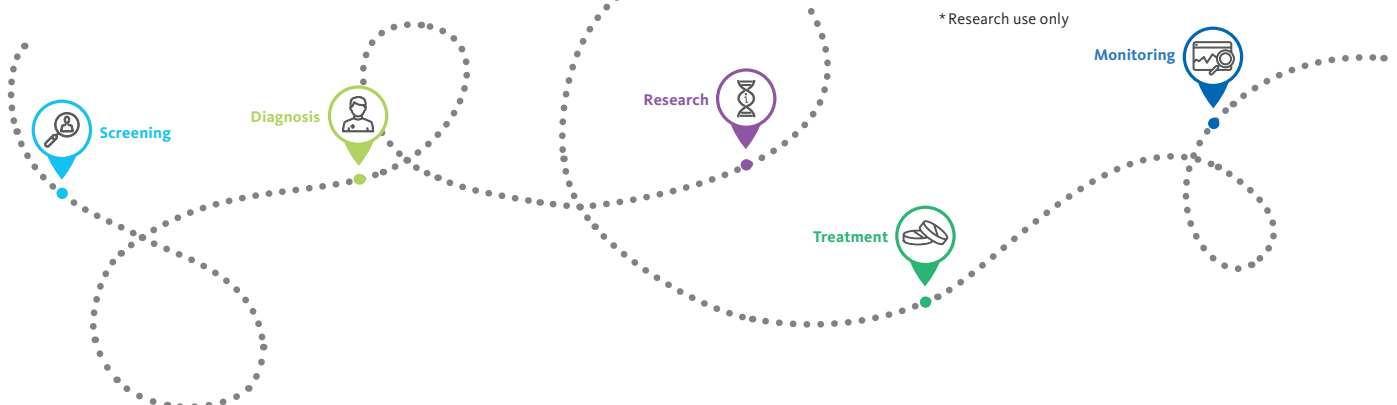 * Research use only
Monitoring
Research
Diagnosis
Screening
Treatment